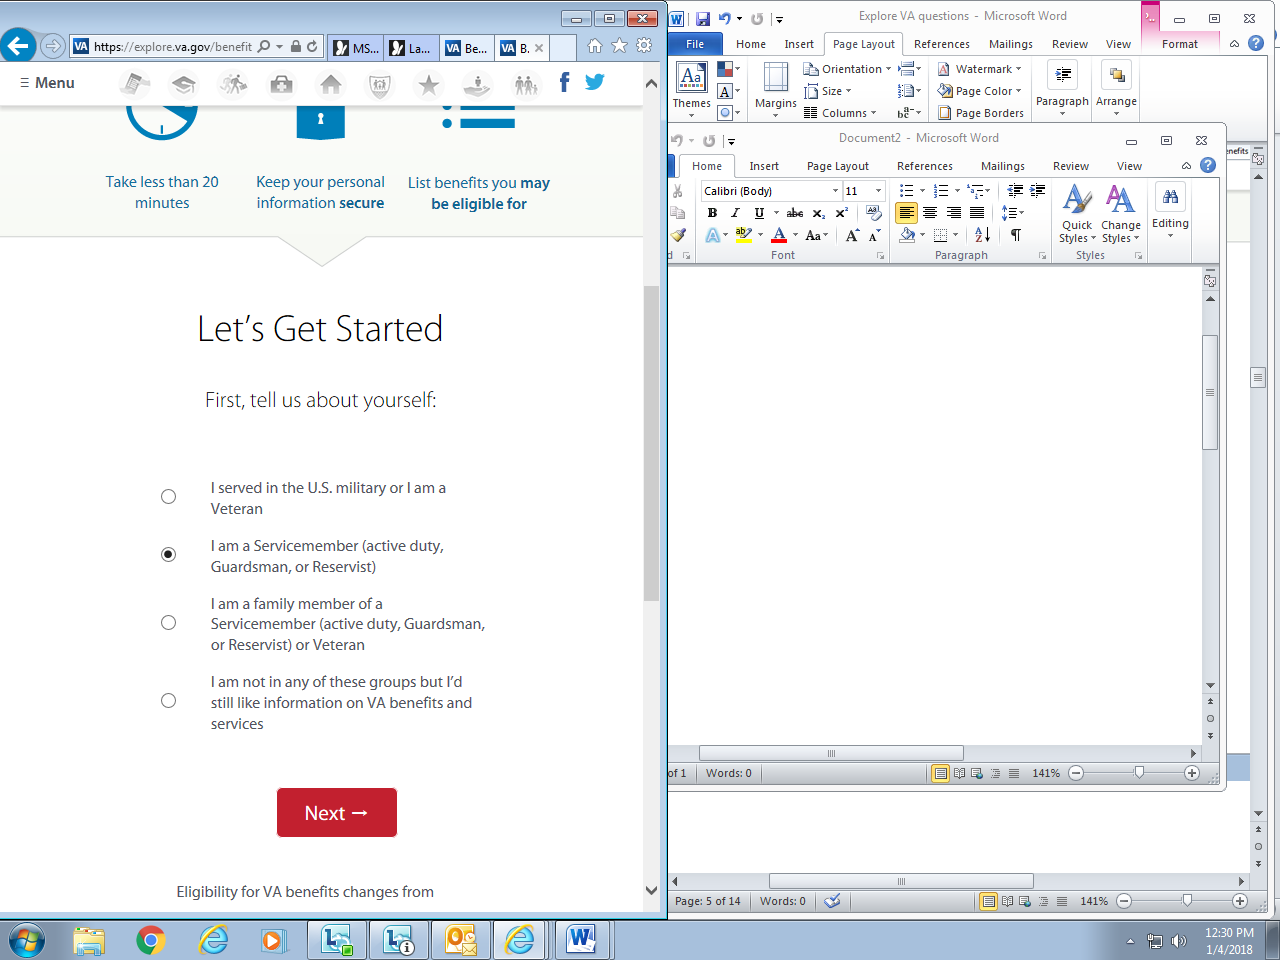 https://explore.va.gov/benefit
MS...
La...
Be...
B.
Menu
Take less than 20
minutes
Keep your personal
information secure
List benefits you may
be eligible for
Let's Get Started
First, tell us about yourself:
I served in the U.S. military or I am a
Veteran
I am a Servicemember (active duty,
Guardsman, or Reservist)
I am a family member of a
Servicemember (active duty, Guardsman,
or Reservist) or Veteran
I am not in any of these groups but I'd
still like information on VA benefits and
services
Next →
Eligibility for VA benefits changes from
Explore VA questions - Microsoft Word
File Home Insert Page Layout References Mailings Review View Format
Themes
Margins
Orientation
Size
Columns
Watermark
Page Color
Page Borders
Paragraph
Arrange
Document2 - Microsoft Word
Home Insert Page Layout References Mailings Review View
Calibri (Body) 11
Quick
Styles
Change
Styles
Editing
Font
Paragraph
Styles
enefits
of 1 Words: 0 141%
Page: 5 of 14 Words: 0 141%
12:30 PM
1/4/2018